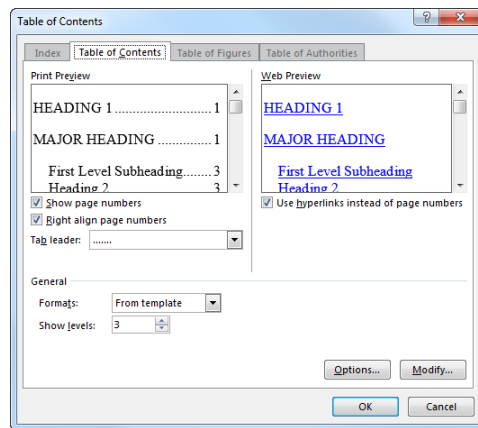 Table of Contents
Index Table of Contents Table of Figures Table of Authorities
Print Preview Web Preview
HEADING 1............................1 HEADING 1
MAJOR HEADING ...............1 MAJOR HEADING
First Level Subheading........3 First Level Subheading
Heading 2 3 Heading 2
Show page numbers Use hyperlinks instead of page numbers
Right align page numbers
Tab leader: .......
General
Formats: From template
Show levels: 3
Options... Modify...
OK Cancel